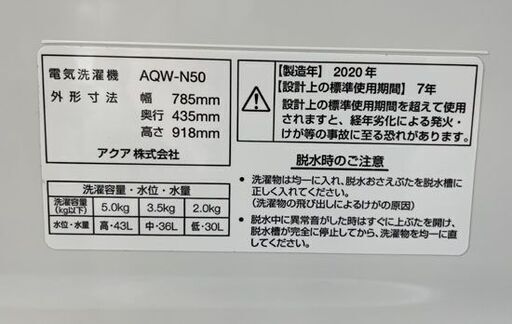 電気洗濯機 AQW-N50
外形寸法 幅 785mm
奥行 435mm
高さ 918mm
アクア株式会社
洗濯容量・水位・水量
洗濯容量(kg以下) 5.0kg 3.5kg 2.0kg
水位・水量 高・43L 中・36L 低・30L
【製造年】2020年
【設計上の標準使用期間】7年
設計上の標準使用期間を超えて使用
されますと、経年劣化による発火・
けが等の事故に至る恐れがあります。
脱水時のご注意
・洗濯物は均一に入れ、脱水おさえぶたを脱水槽に
正しく入れてください。
(洗濯物の飛び出しによるけがの原因)
・脱水中に異常音がした時はすぐに上ぶたを開け、
脱水槽が完全に停止してから、洗濯物を均一に直
してください。